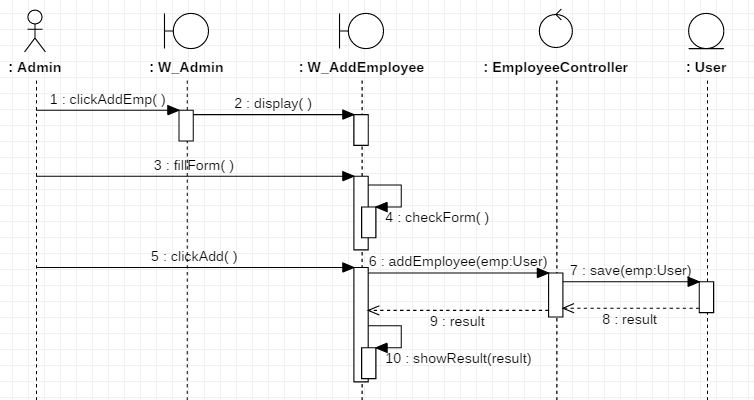 : Admin
: W_Admin
: W_AddEmployee
: EmployeeController
: User
1 : clickAddEmp( )
2 : display( )
3 : fillForm( )
4 : checkForm( )
5 : clickAdd( )
6 : addEmployee(emp:User)
7 : save(emp:User)
8 : result
9 : result
10 : showResult(result)